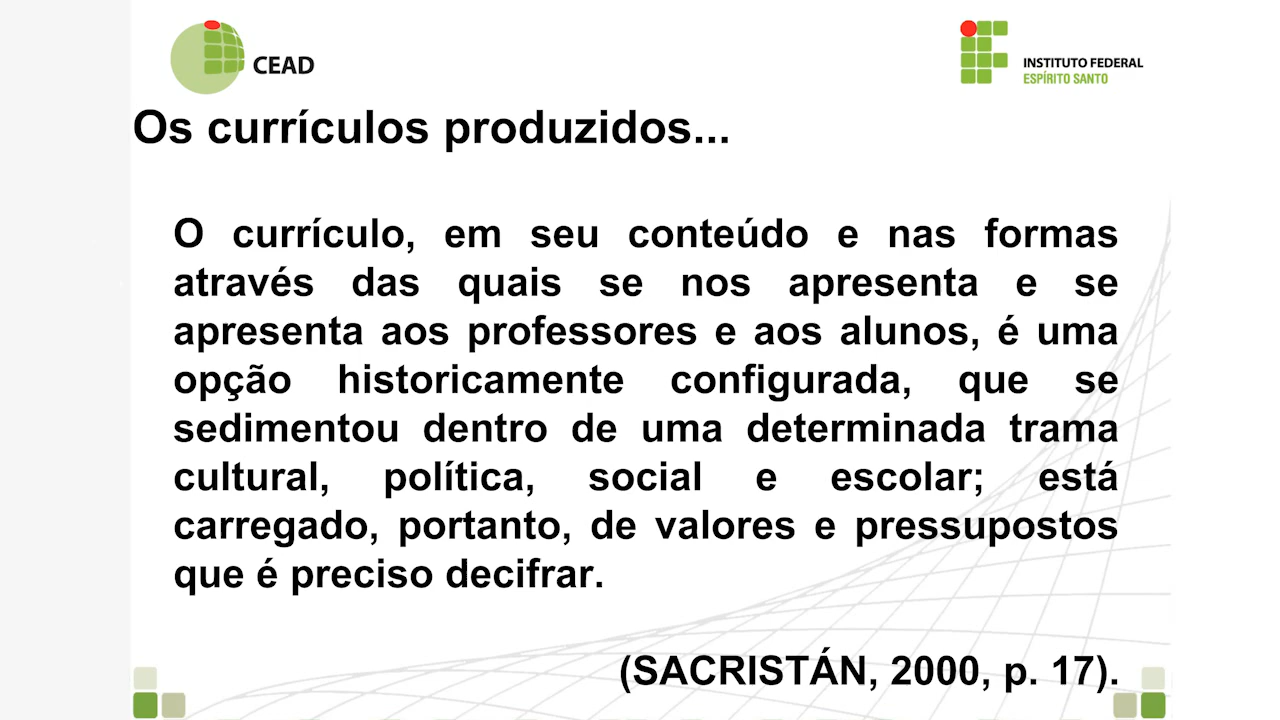 CEAD
INSTITUTO FEDERAL
ESPÍRITO SANTO
Os currículos produzidos...
O currículo, em seu conteúdo e nas formas
através das quais se nos apresenta e se
apresenta aos professores e aos alunos, é uma
opção historicamente configurada, que se
sedimentou dentro de uma determinada trama
cultural, política, social e escolar; está
carregado, portanto, de valores e pressupostos
que é preciso decifrar.
(SACRISTÁN, 2000, p. 17).